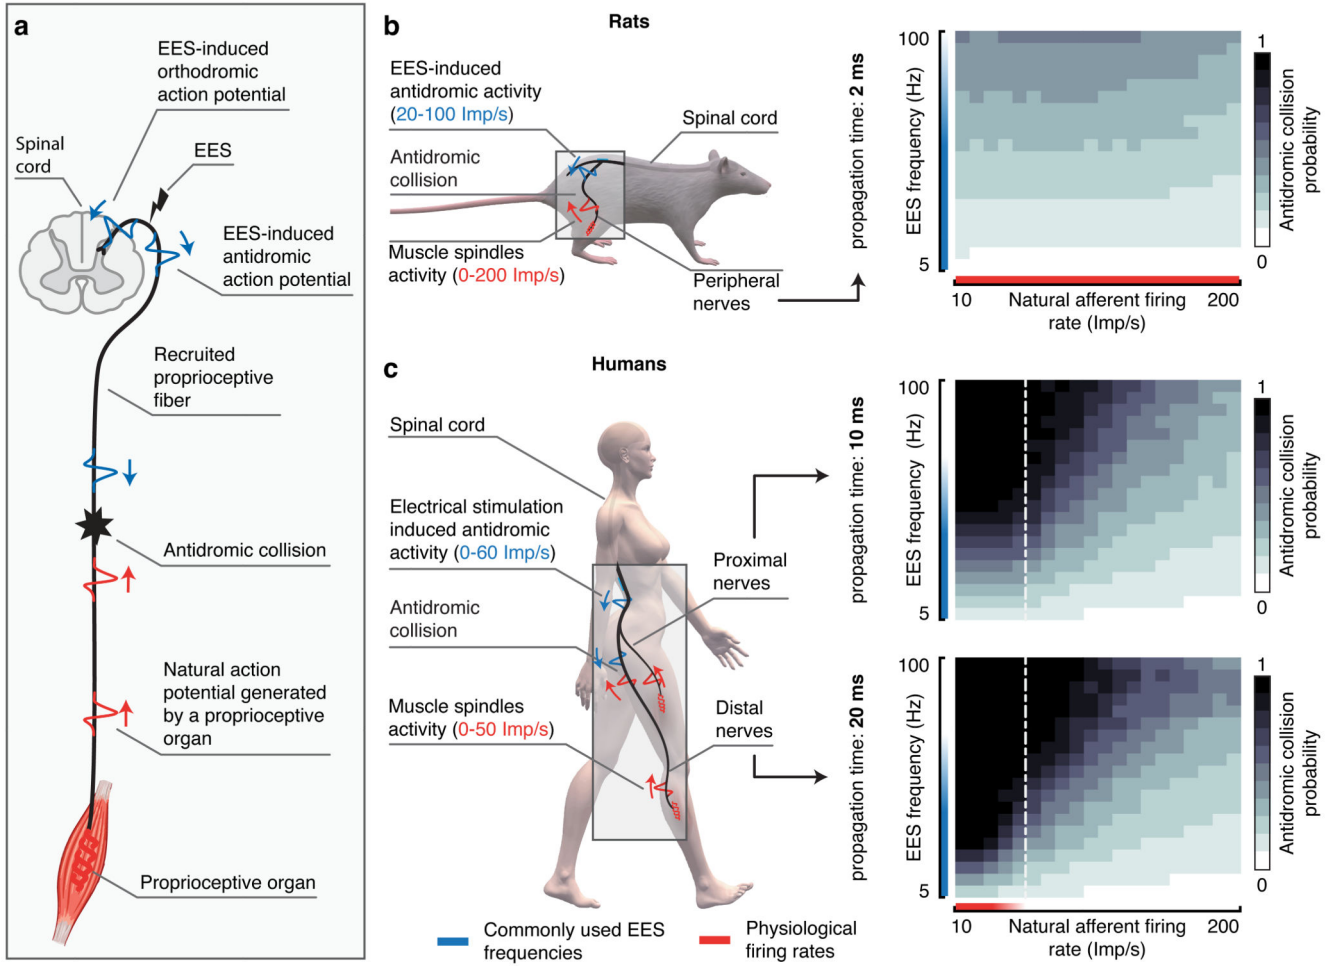 a
EES-induced
orthodromic
action potential
Spinal
cord
EES
EES-induced
antidromic
action potential
Recruited
proprioceptive
fiber
Antidromic collision
Natural action
potential generated
by a proprioceptive
organ
Proprioceptive organ
b
Rats
EES-induced
antidromic activity
(20-100 Imp/s)
Antidromic
collision
Muscle spindles
activity (0-200 Imp/s)
Spinal cord
Peripheral
nerves
propagation time: 2 ms
EES frequency (Hz)
100
5
10
Natural afferent firing
rate (Imp/s)
200
1
0
Antidromic collision
probability
c
Humans
Spinal cord
Electrical stimulation
induced antidromic
activity (0-60 Imp/s)
Antidromic
collision
Muscle spindles
activity (0-50 Imp/s)
Proximal
nerves
Distal
nerves
propagation time: 10 ms
EES frequency (Hz)
100
5
1
0
Antidromic collision
probability
propagation time: 20 ms
EES frequency (Hz)
100
5
10
Natural afferent firing
rate (Imp/s)
200
1
0
Antidromic collision
probability
Commonly used EES
frequencies
Physiological
firing rates